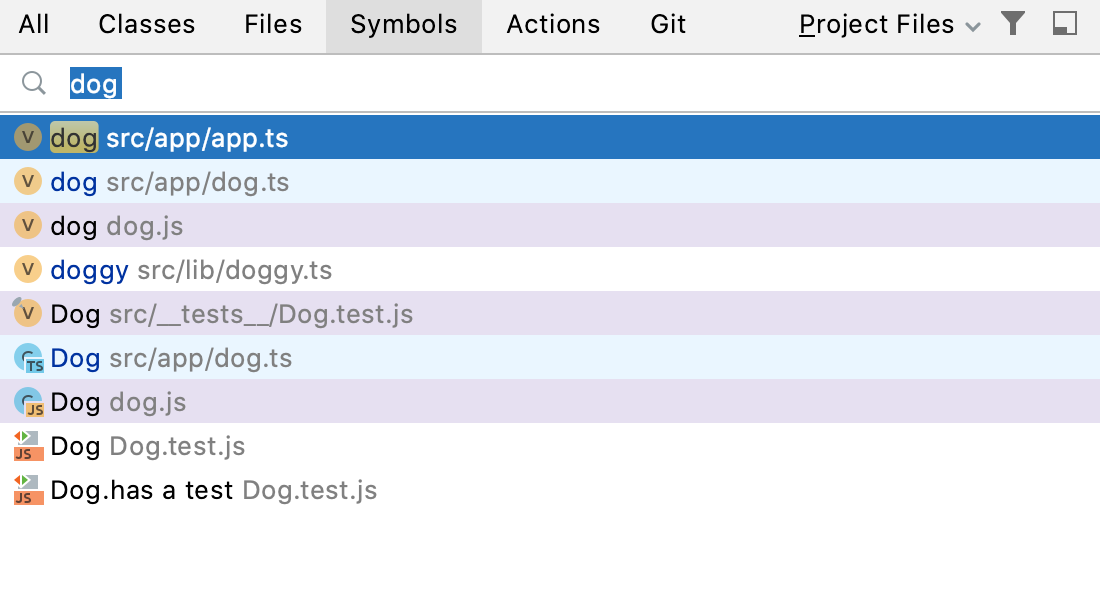 All Classes Files Symbols Actions Git Project Files
dog
V dog src/app/app.ts
V dog src/app/dog.ts
V dog dog.js
V doggy src/lib/doggy.ts
V Dog src/__tests__/Dog.test.js
C TS Dog src/app/dog.ts
C JS Dog dog.js
JS Dog Dog.test.js
JS Dog.has a test Dog.test.js